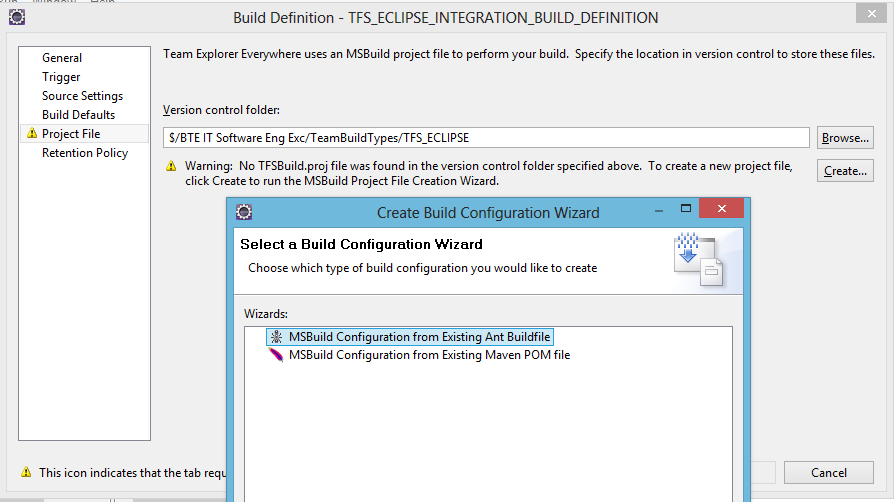 Build Definition - TFS_ECLIPSE_INTEGRATION_BUILD_DEFINITION
General
Trigger
Source Settings
Build Defaults
Project File
Retention Policy
Team Explorer Everywhere uses an MSBuild project file to perform your build. Specify the location in version control to store these files.
Version control folder:
$/BTE IT Software Eng Exc/TeamBuildTypes/TFS_ECLIPSE
Browse...
Warning: No TFSBuild.proj file was found in the version control folder specified above. To create a new project file,
click Create to run the MSBuild Project File Creation Wizard.
Create...
Create Build Configuration Wizard
Select a Build Configuration Wizard
Choose which type of build configuration you would like to create
Wizards:
MSBuild Configuration from Existing Ant Buildfile
MSBuild Configuration from Existing Maven POM file
This icon indicates that the tab requ
Cancel